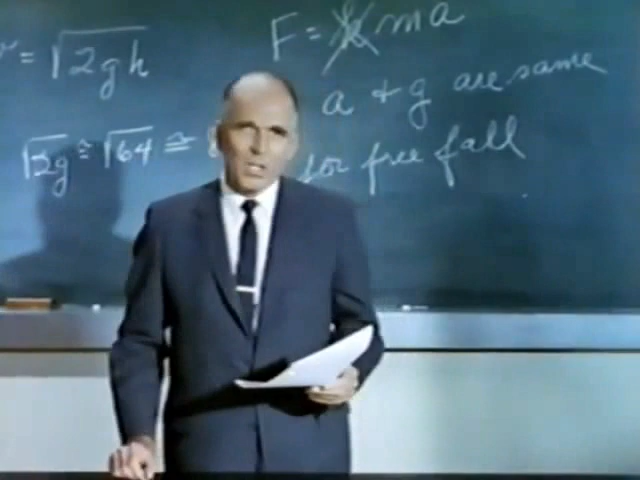 v = √2gh
F = k ma
a + g are same
√2g ≅ √64 ≅
for free fall